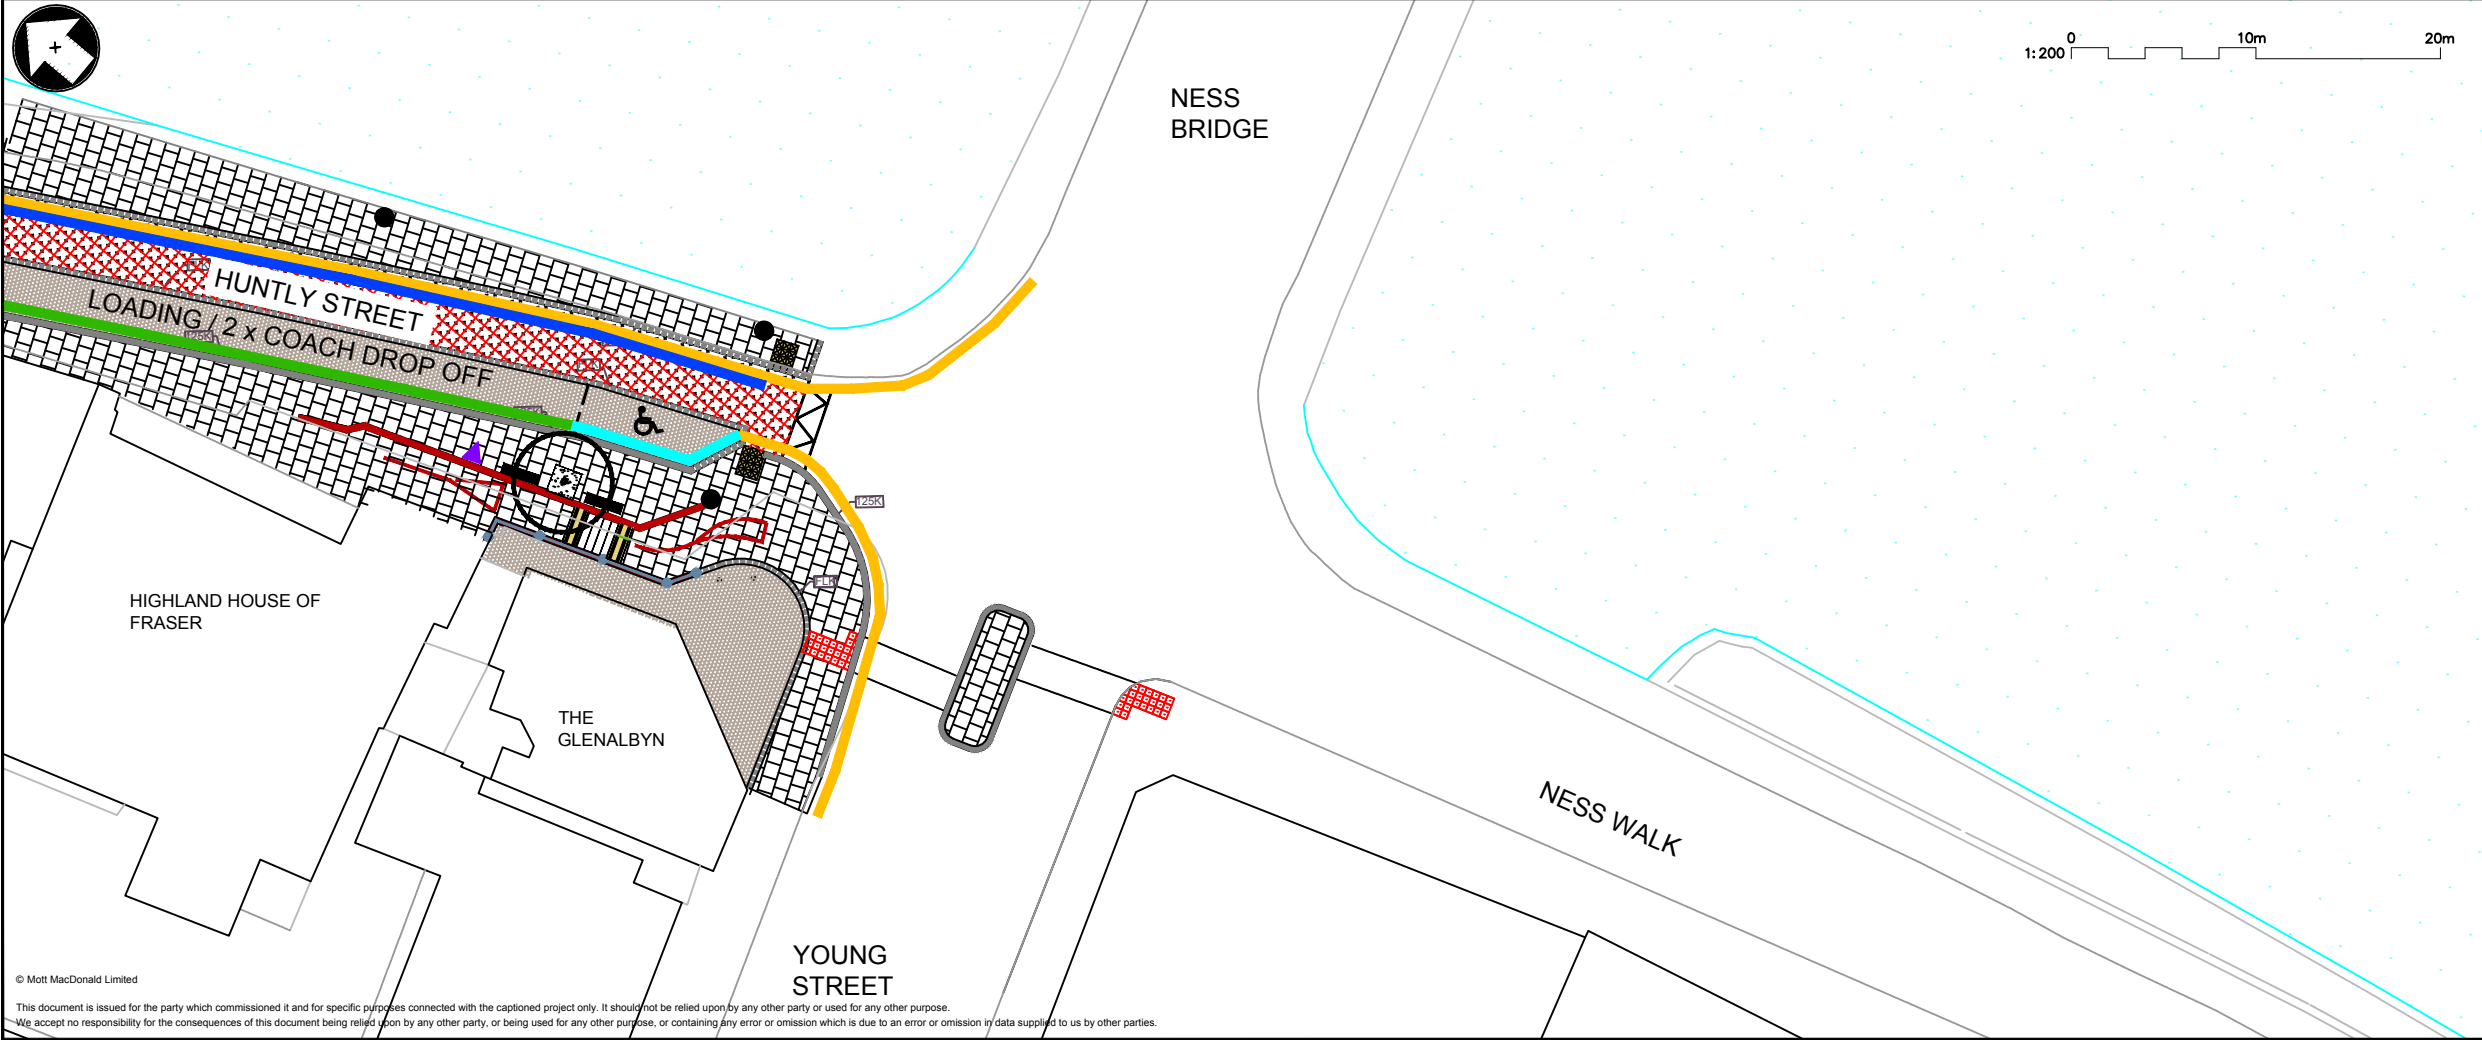 0 10m 20m
1:200
NESS
BRIDGE
HUNTLY STREET
LOADING / 2 x COACH DROP OFF
125K
FLK
HIGHLAND HOUSE OF
FRASER
THE
GLENALBYN
NESS WALK
YOUNG
STREET
© Mott MacDonald Limited
This document is issued for the party which commissioned it and for specific purposes connected with the captioned project only. It should not be relied upon by any other party or used for any other purpose.
We accept no responsibility for the consequences of this document being relied upon by any other party, or being used for any other purpose, or containing any error or omission which is due to an error or omission in data supplied to us by other parties.